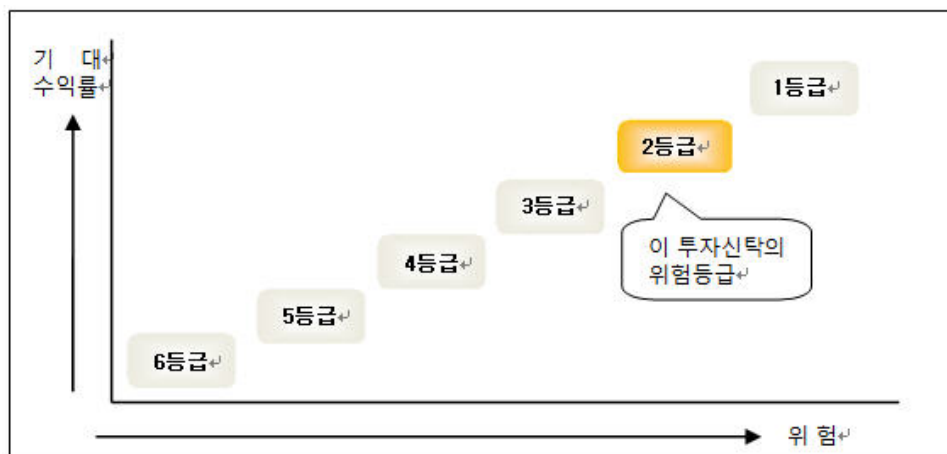 기 대
수익률
1등급
2등급
3등급
이 투자신탁의
위험등급
4등급
5등급
6등급
위 험